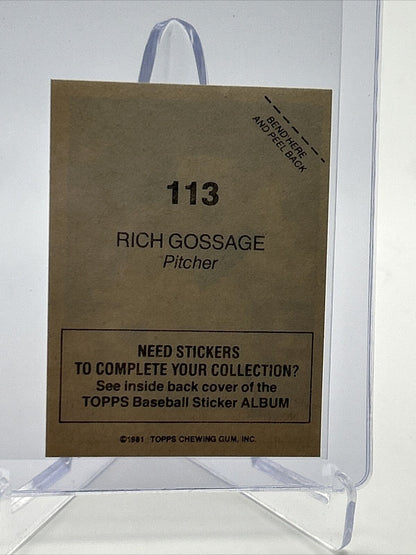 BEND HERE
AND PEEL BACK
113
RICH GOSSAGE
Pitcher
NEED STICKERS
TO COMPLETE YOUR COLLECTION?
See inside back cover of the
TOPPS Baseball Sticker ALBUM
©1981 TOPPS CHEWING GUM, INC.